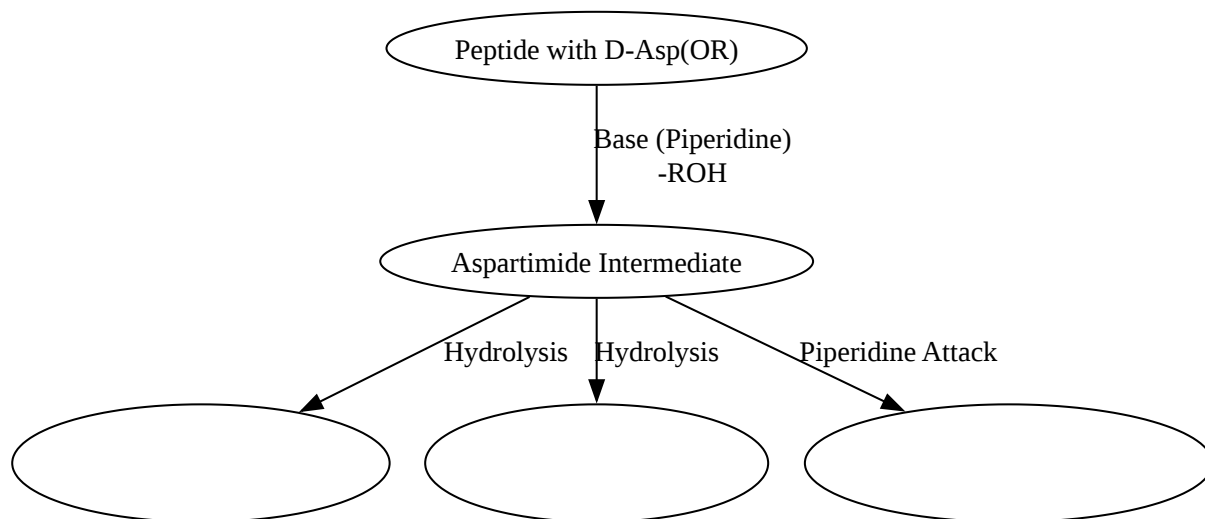 Peptide with D-Asp(OR)
Base (Piperidine)
-ROH
Aspartimide Intermediate
Hydrolysis
Hydrolysis
Piperidine Attack